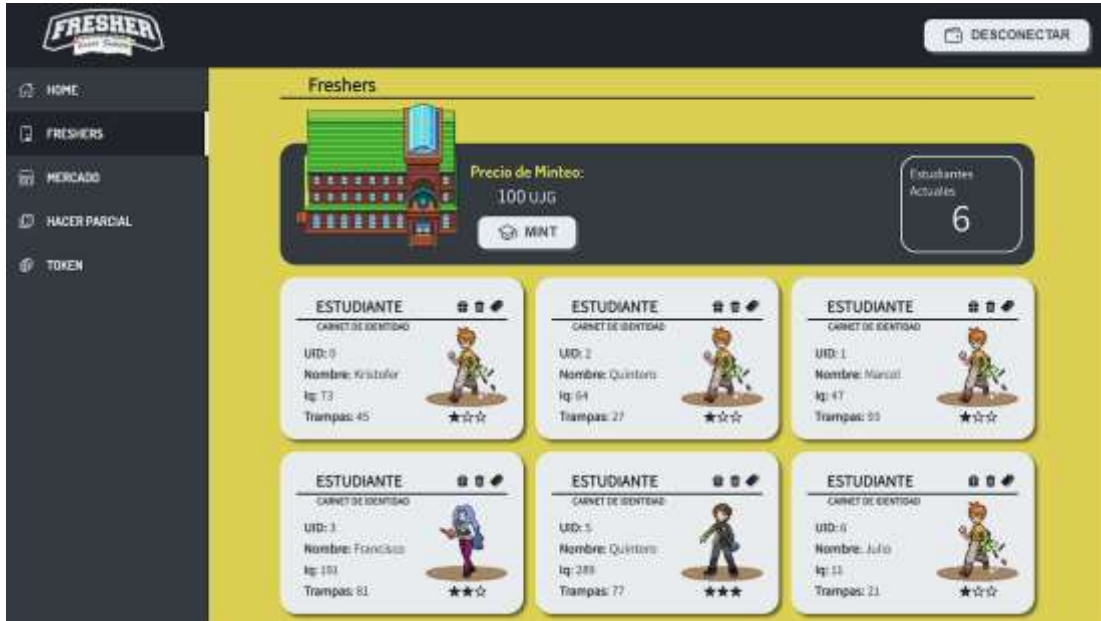 FRESHER
DESCONECTAR
HOME
FRESHERS
MERCADO
HACER PARCIAL
TOKEN
Freshers
Precio de Minteo:
100 UJG
MINT
Estudiantes
Actuales
6
ESTUDIANTE
CARNET DE IDENTIDAD
UID: 0
Nombre: Kristofer
Iq: 73
Trampas: 45
ESTUDIANTE
CARNET DE IDENTIDAD
UID: 2
Nombre: Quintero
Iq: 64
Trampas: 27
ESTUDIANTE
CARNET DE IDENTIDAD
UID: 1
Nombre: Marcel
Iq: 47
Trampas: 93
ESTUDIANTE
CARNET DE IDENTIDAD
UID: 3
Nombre: Francisco
Iq: 191
Trampas: 81
ESTUDIANTE
CARNET DE IDENTIDAD
UID: 5
Nombre: Quintero
Iq: 289
Trampas: 77
ESTUDIANTE
CARNET DE IDENTIDAD
UID: 6
Nombre: Julio
Iq: 11
Trampas: 21